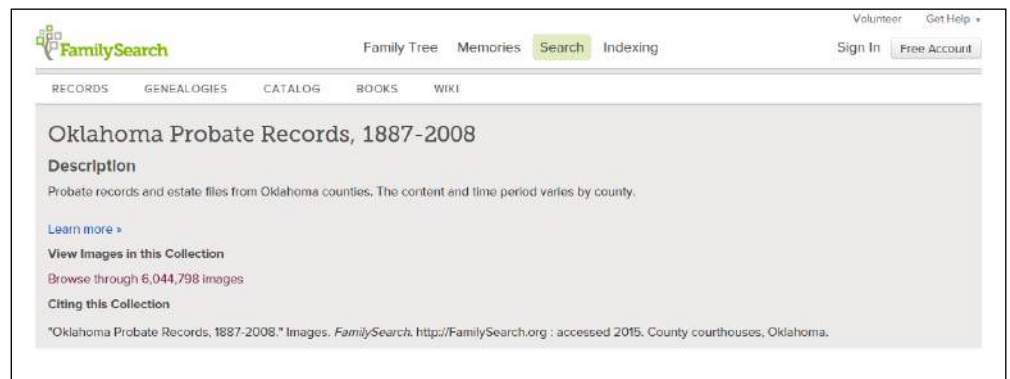 Volunteer Get Help
FamilySearch Family Tree Memories Search Indexing Sign In Free Account
RECORDS GENEALOGIES CATALOG BOOKS WIKI
Oklahoma Probate Records, 1887-2008
Description
Probate records and estate files from Oklahoma counties. The content and time period varies by county.
Learn more »
View Images in this Collection
Browse through 6,044,798 images
Citing this Collection
"Oklahoma Probate Records, 1887-2008." Images. FamilySearch. http://FamilySearch.org : accessed 2015. County courthouses, Oklahoma.